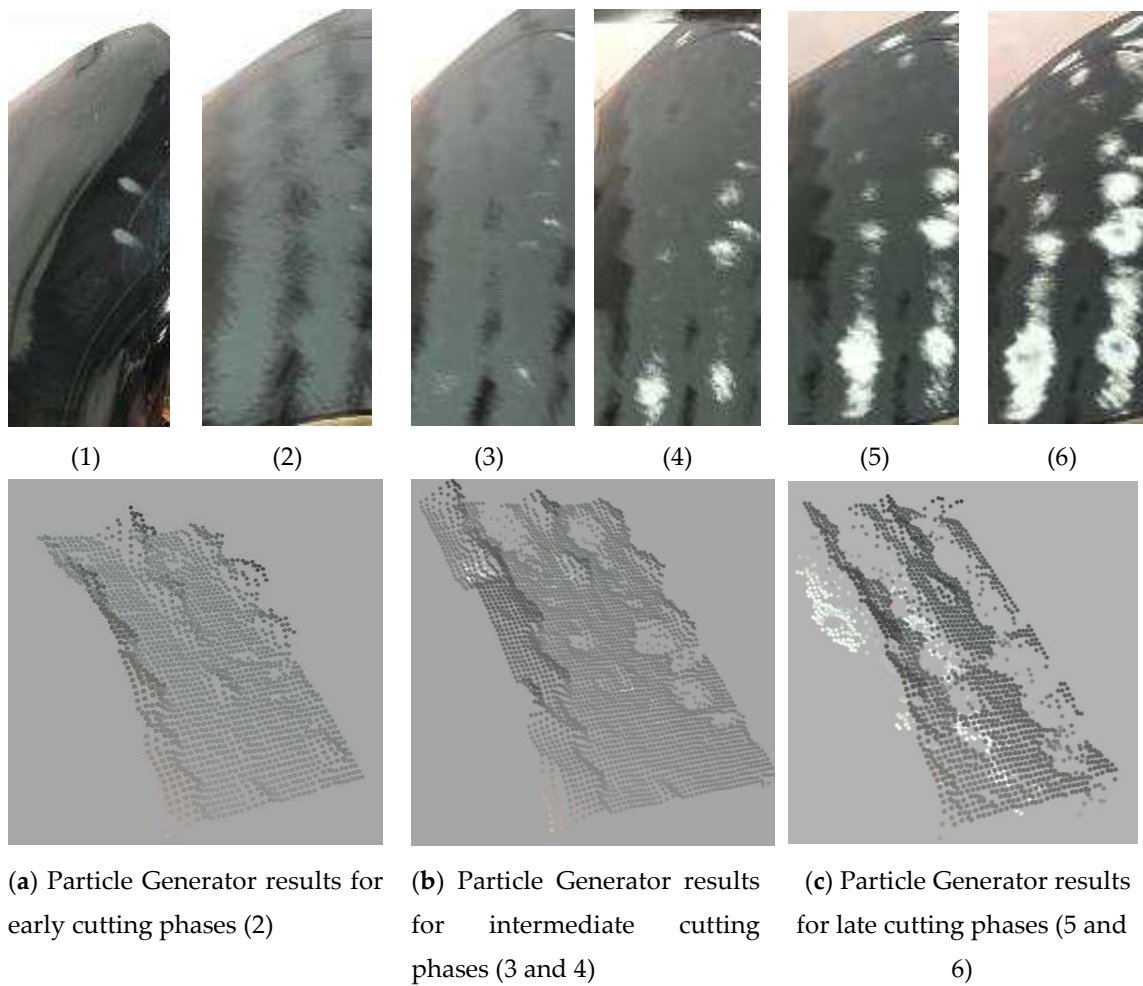 (1) (2) (3) (4) (5) (6)
(a) Particle Generator results for
early cutting phases (2)
(b) Particle Generator results
for intermediate cutting
phases (3 and 4)
(c) Particle Generator results
for late cutting phases (5 and
6)